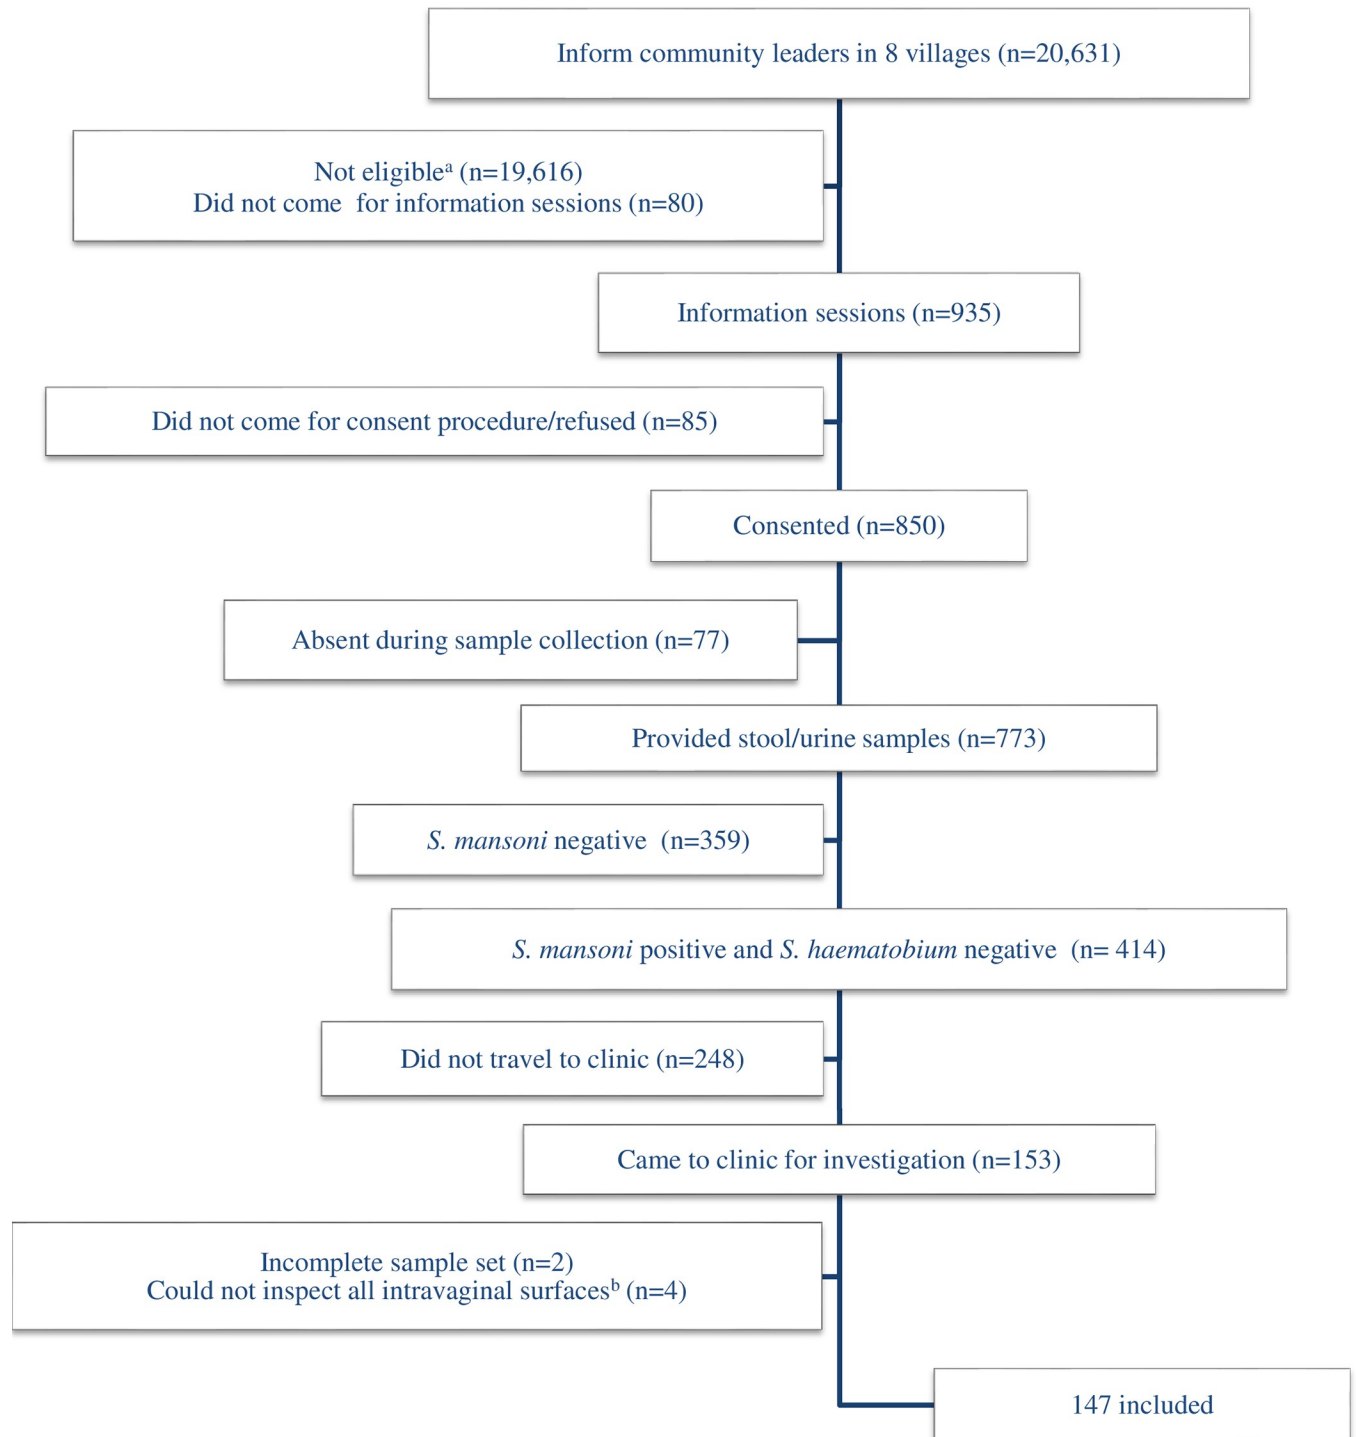 Inform community leaders in 8 villages (n=20,631)
Not eligibleᵃ (n=19,616)
Did not come  for information sessions (n=80)
Information sessions (n=935)
Did not come for consent procedure/refused (n=85)
Consented (n=850)
Absent during sample collection (n=77)
Provided stool/urine samples (n=773)
S. mansoni negative  (n=359)
S. mansoni positive and S. haematobium negative  (n= 414)
Did not travel to clinic (n=248)
Came to clinic for investigation (n=153)
Incomplete sample set (n=2)
Could not inspect all intravaginal surfacesᵇ (n=4)
147 included